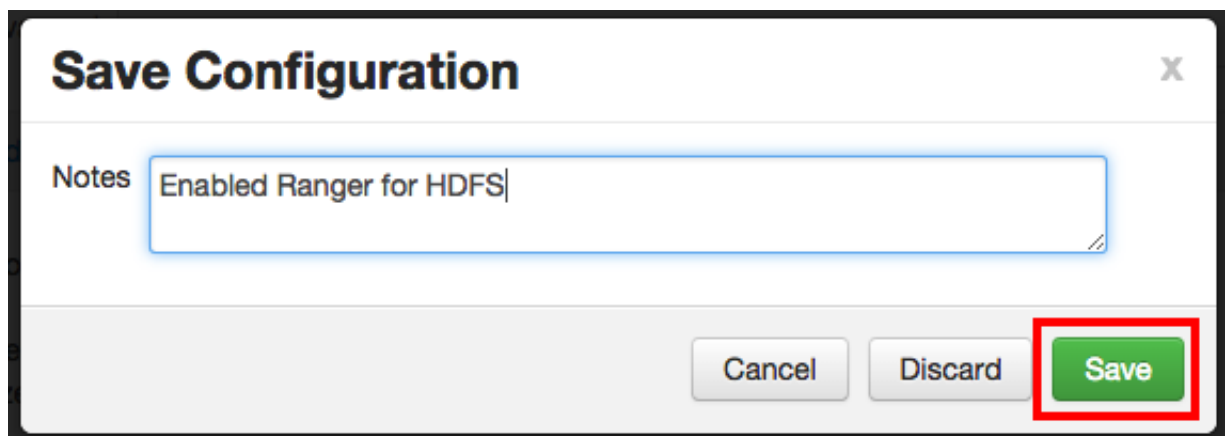 Save Configuration x
Notes Enabled Ranger for HDFS
Cancel Discard Save